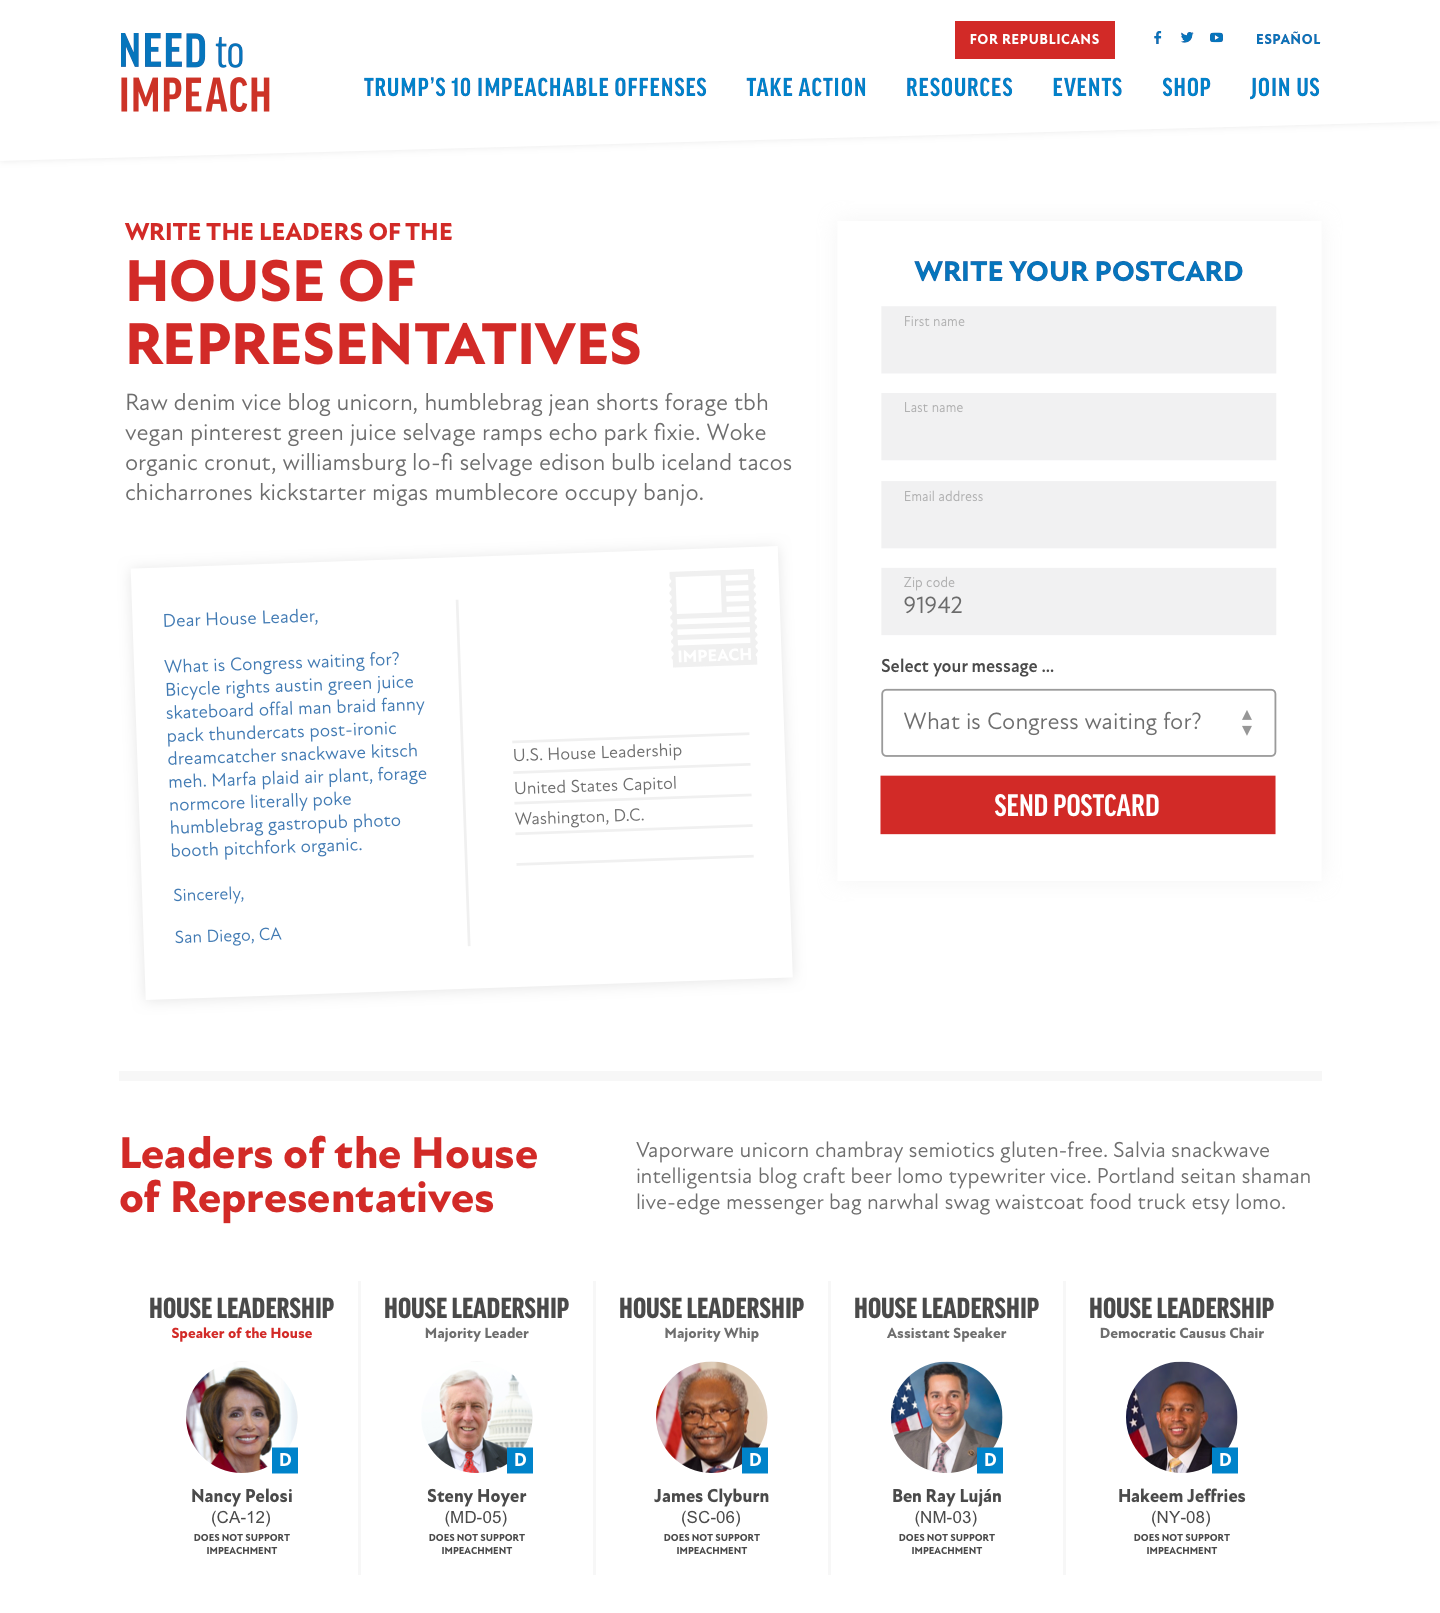 NEED to
IMPEACH
FOR REPUBLICANS
ESPAÑOL
TRUMP'S 10 IMPEACHABLE OFFENSES
TAKE ACTION
RESOURCES
EVENTS
SHOP
JOIN US
WRITE THE LEADERS OF THE
HOUSE OF
REPRESENTATIVES
Raw denim vice blog unicorn, humblebrag jean shorts forage tbh
vegan pinterest green juice selvage ramps echo park fixie. Woke
organic cronut, williamsburg lo-fi selvage edison bulb iceland tacos
chicharrones kickstarter migas mumblecore occupy banjo.
Dear House Leader,
What is Congress waiting for?
Bicycle rights austin green juice
skateboard offal man braid fanny
pack thundercats post-ironic
dreamcatcher snackwave kitsch
meh. Marfa plaid air plant, forage
normcore literally poke
humblebrag gastropub photo
booth pitchfork organic.
Sincerely,
San Diego, CA
IMPEACH
U.S. House Leadership
United States Capitol
Washington, D.C.
WRITE YOUR POSTCARD
First name
Last name
Email address
Zip code
91942
Select your message ...
What is Congress waiting for?
SEND POSTCARD
Leaders of the House
of Representatives
Vaporware unicorn chambray semiotics gluten-free. Salvia snackwave
intelligentsia blog craft beer lomo typewriter vice. Portland seitan shaman
live-edge messenger bag narwhal swag waistcoat food truck etsy lomo.
HOUSE LEADERSHIP
Speaker of the House
D
Nancy Pelosi
(CA-12)
DOES NOT SUPPORT
IMPEACHMENT
HOUSE LEADERSHIP
Majority Leader
D
Steny Hoyer
(MD-05)
DOES NOT SUPPORT
IMPEACHMENT
HOUSE LEADERSHIP
Majority Whip
D
James Clyburn
(SC-06)
DOES NOT SUPPORT
IMPEACHMENT
HOUSE LEADERSHIP
Assistant Speaker
D
Ben Ray Luján
(NM-03)
DOES NOT SUPPORT
IMPEACHMENT
HOUSE LEADERSHIP
Democratic Causus Chair
D
Hakeem Jeffries
(NY-08)
DOES NOT SUPPORT
IMPEACHMENT